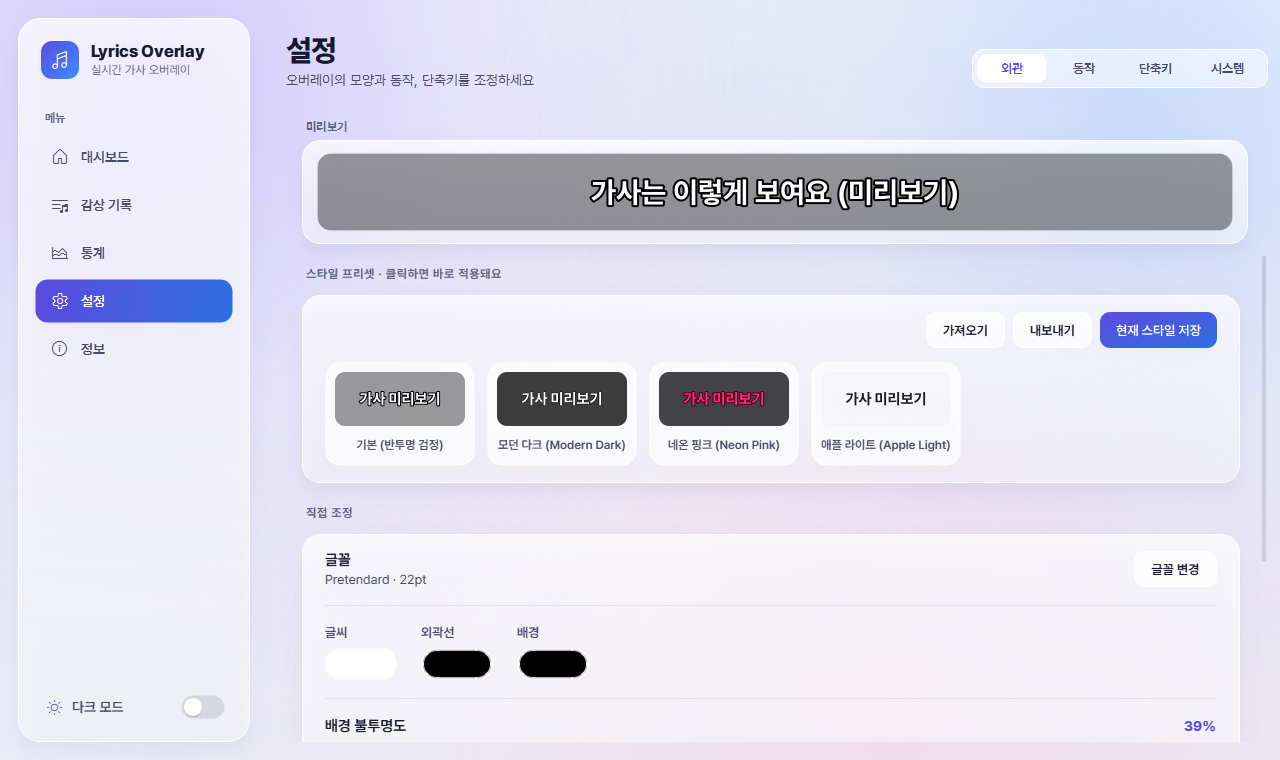 Lyrics Overlay
실시간 가사 오버레이
메뉴
대시보드
감상 기록
통계
설정
정보
다크 모드
설정
오버레이의 모양과 동작, 단축키를 조정하세요
외관
동작
단축키
시스템
미리보기
가사는 이렇게 보여요 (미리보기)
스타일 프리셋 · 클릭하면 바로 적용돼요
가져오기
내보내기
현재 스타일 저장
가사 미리보기
기본 (반투명 검정)
가사 미리보기
모던 다크 (Modern Dark)
가사 미리보기
네온 핑크 (Neon Pink)
가사 미리보기
애플 라이트 (Apple Light)
직접 조정
글꼴
Pretendard · 22pt
글꼴 변경
글씨
외곽선
배경
배경 불투명도
39%